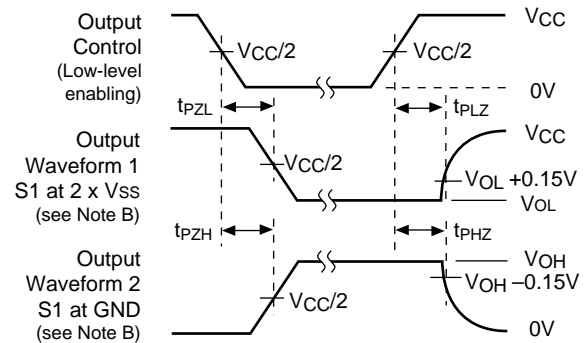 Output
Control
(Low-level
enabling)
VCC/2
VCC/2
VCC
0V
tPZL
tPLZ
Output
Waveform 1
S1 at 2 x VSS
(see Note B)
VCC/2
VCC
VOL +0.15V
VOL
tPZH
tPHZ
Output
Waveform 2
S1 at GND
(see Note B)
VCC/2
VOH
VOH –0.15V
0V